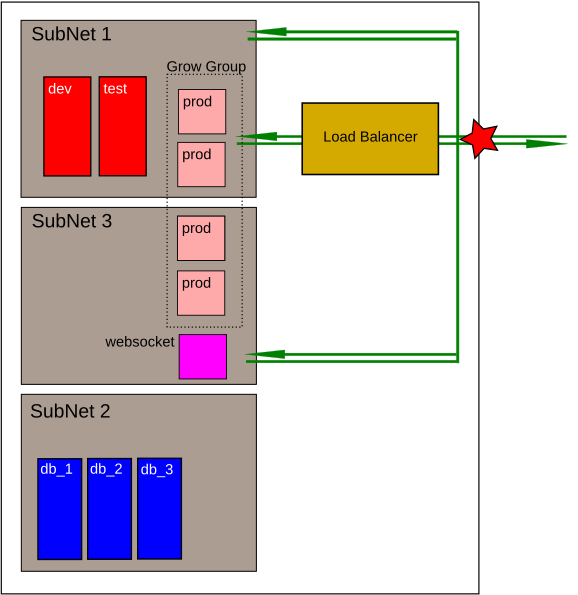 SubNet 1
Grow Group
dev
test
prod
prod
Load Balancer
SubNet 3
prod
prod
websocket
SubNet 2
db_1
db_2
db_3